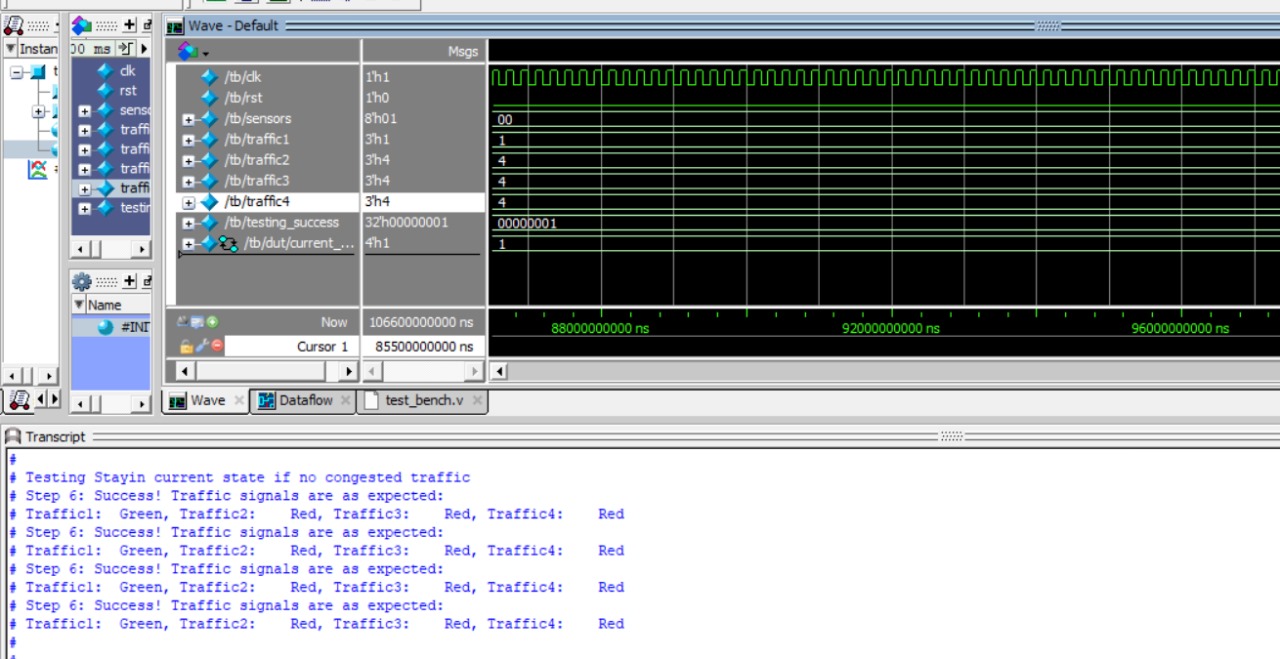 Wave - Default
Instan
00 ms
Msgs
clk
rst
senso
traffi
traffi
traffi
traffi
testin
/tb/clk 1'h1
/tb/rst 1'h0
/tb/sensors 8'h01 00
/tb/traffic1 3'h1 1
/tb/traffic2 3'h4 4
/tb/traffic3 3'h4 4
/tb/traffic4 3'h4 4
/tb/testing_success 32'h00000001 00000001
/tb/dut/current_... 4'h1 1
Name
#INI
Now 106600000000 ns 88000000000 ns 92000000000 ns 96000000000 ns
Cursor 1 85500000000 ns
Wave Dataflow test_bench.v
Transcript
#
# Testing Stayin current state if no congested traffic
# Step 6: Success! Traffic signals are as expected:
# Traffic1: Green, Traffic2: Red, Traffic3: Red, Traffic4: Red
# Step 6: Success! Traffic signals are as expected:
# Traffic1: Green, Traffic2: Red, Traffic3: Red, Traffic4: Red
# Step 6: Success! Traffic signals are as expected:
# Traffic1: Green, Traffic2: Red, Traffic3: Red, Traffic4: Red
# Step 6: Success! Traffic signals are as expected:
# Traffic1: Green, Traffic2: Red, Traffic3: Red, Traffic4: Red
#